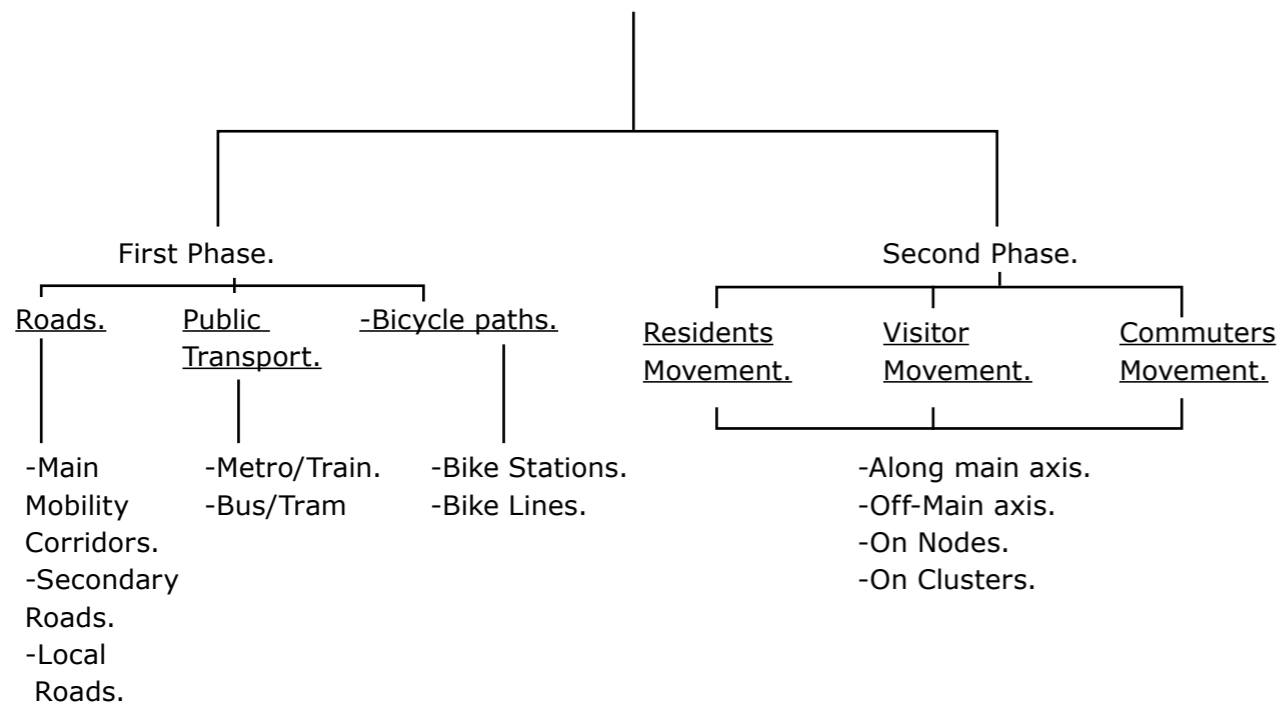 First Phase.
Second Phase.
Roads.
Public
Transport.
-Bicycle paths.
Residents
Movement.
Visitor
Movement.
Commuters
Movement.
-Main
Mobility
Corridors.
-Secondary
Roads.
-Local
Roads.
-Metro/Train.
-Bus/Tram
-Bike Stations.
-Bike Lines.
-Along main axis.
-Off-Main axis.
-On Nodes.
-On Clusters.